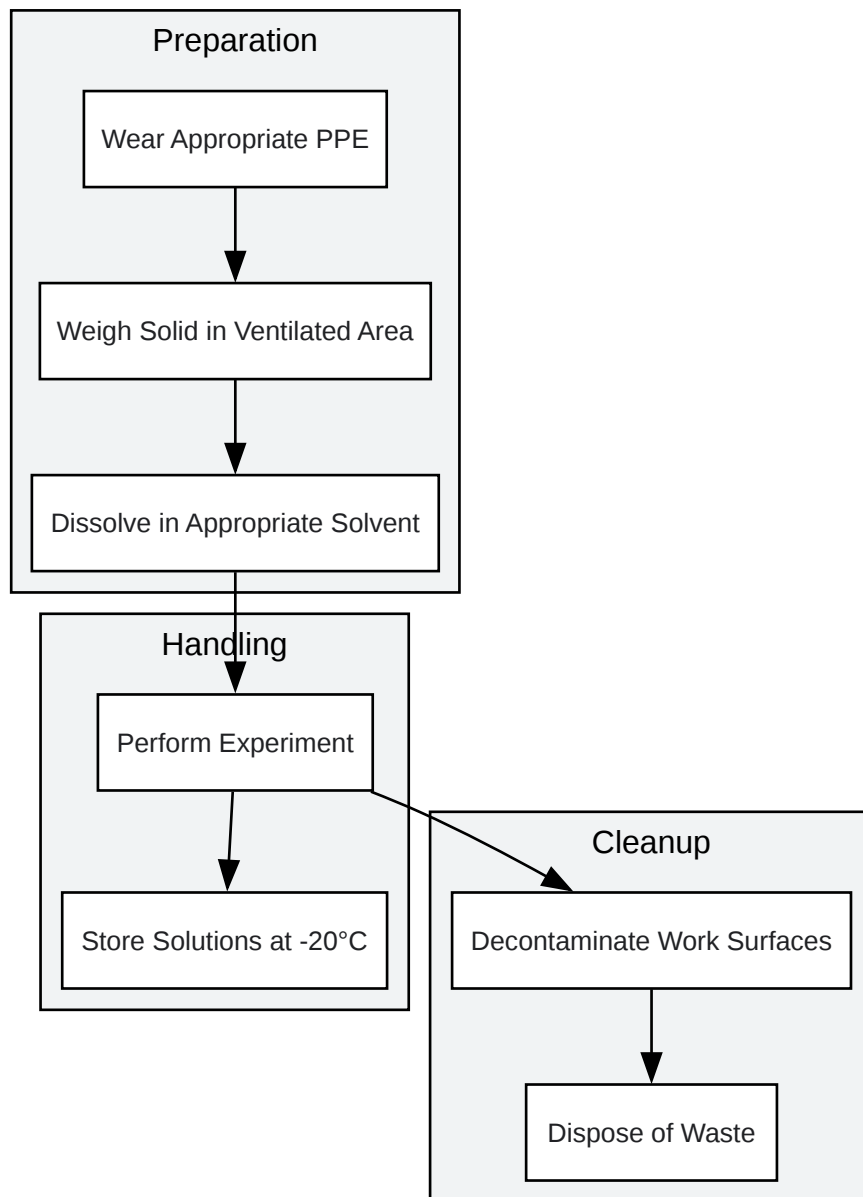 Preparation
Wear Appropriate PPE
Weigh Solid in Ventilated Area
Dissolve in Appropriate Solvent
Handling
Perform Experiment
Store Solutions at -20°C
Cleanup
Decontaminate Work Surfaces
Dispose of Waste